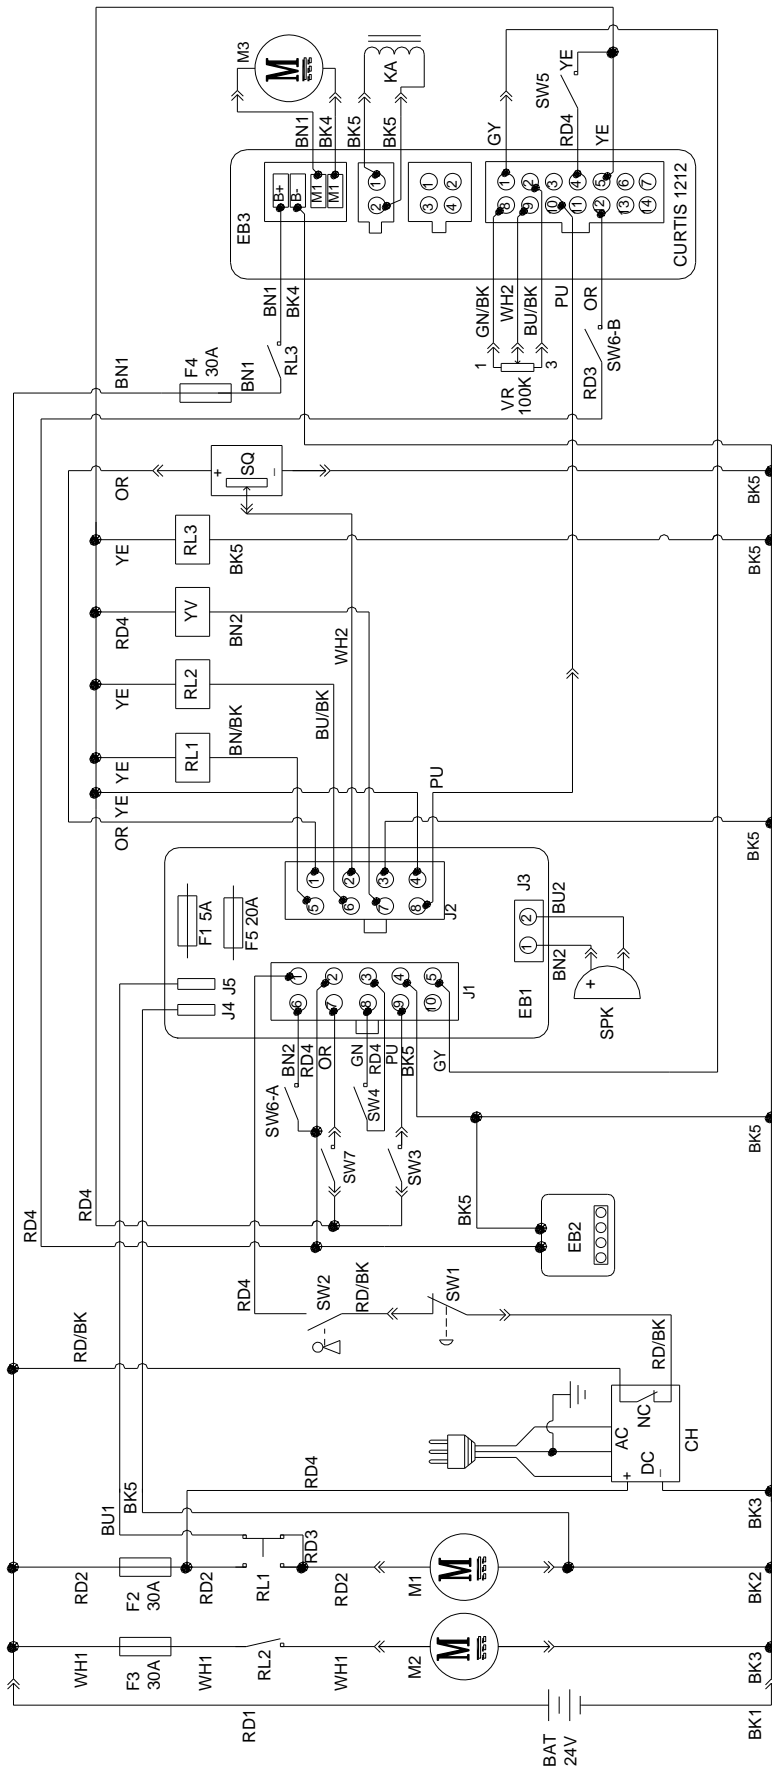 RD1
BAT
24V
BK1
WH1
F3
30A
WH1
RL2
WH1
M2
M
BK3
RD2
F2
30A
RD2
RL1
RD3
RD2
M1
M
BK2
BU1
BK5
RD4
RD/BK
AC
NC
+
DC
−
CH
BK3
RD/BK
RD4
SW2
RD/BK
SW1
RD4
RD4
SW6-A
SW7
SW4
SW3
BK5
EB2
BK5
BN2
RD4
OR
GN
RD4
PU
BK5
GY
J4
J5
F1 5A
F5 20A
1
2
3
4
5
6
7
8
9
10
J1
EB1
1
2
3
4
5
6
7
8
J2
J3
1
2
BN2
BU2
+
SPK
OR
YE
BK5
PU
YE
RL1
BN/BK
YE
RL2
BU/BK
RD4
YV
BN2
WH2
YE
RL3
BK5
BK5
OR
+
SQ
−
BK5
BN1
F4
30A
BN1
RL3
BN1
BK4
1
VR
100K
3
GN/BK
WH2
BU/BK
PU
RD3
SW6-B
OR
EB3
B+
B-
M1
M1
2
1
3
1
4
2
8
1
9
2
10
3
11
4
12
5
13
6
14
7
CURTIS 1212
BN1
BK4
BK5
BK5
M3
M
KA
GY
RD4
SW5
YE
YE